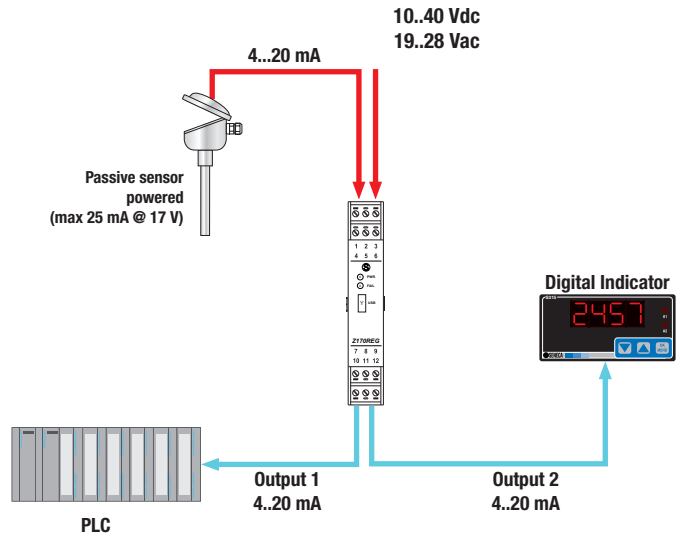 10..40 Vdc
19..28 Vac
4...20 mA
Passive sensor
powered
(max 25 mA @ 17 V)
1 2 3
4 5 6
PWR
FAIL
USB
Z170REG
7 8 9
10 11 12
Digital Indicator
S315
2457
SENECA
Output 1
4..20 mA
Output 2
4..20 mA
PLC